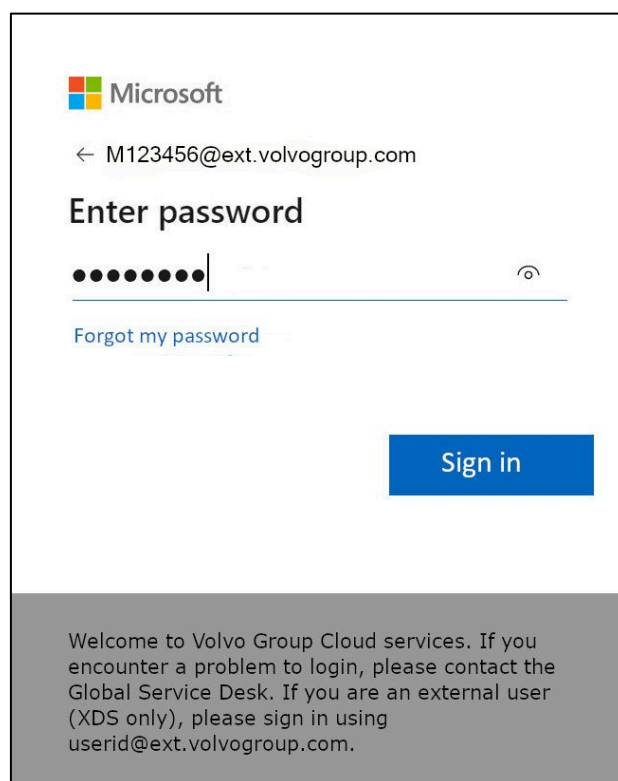 Microsoft
← M123456@ext.volvogroup.com
Enter password
●●●●●●●●
Forgot my password
Sign in
Welcome to Volvo Group Cloud services. If you
encounter a problem to login, please contact the
Global Service Desk. If you are an external user
(XDS only), please sign in using
userid@ext.volvogroup.com.